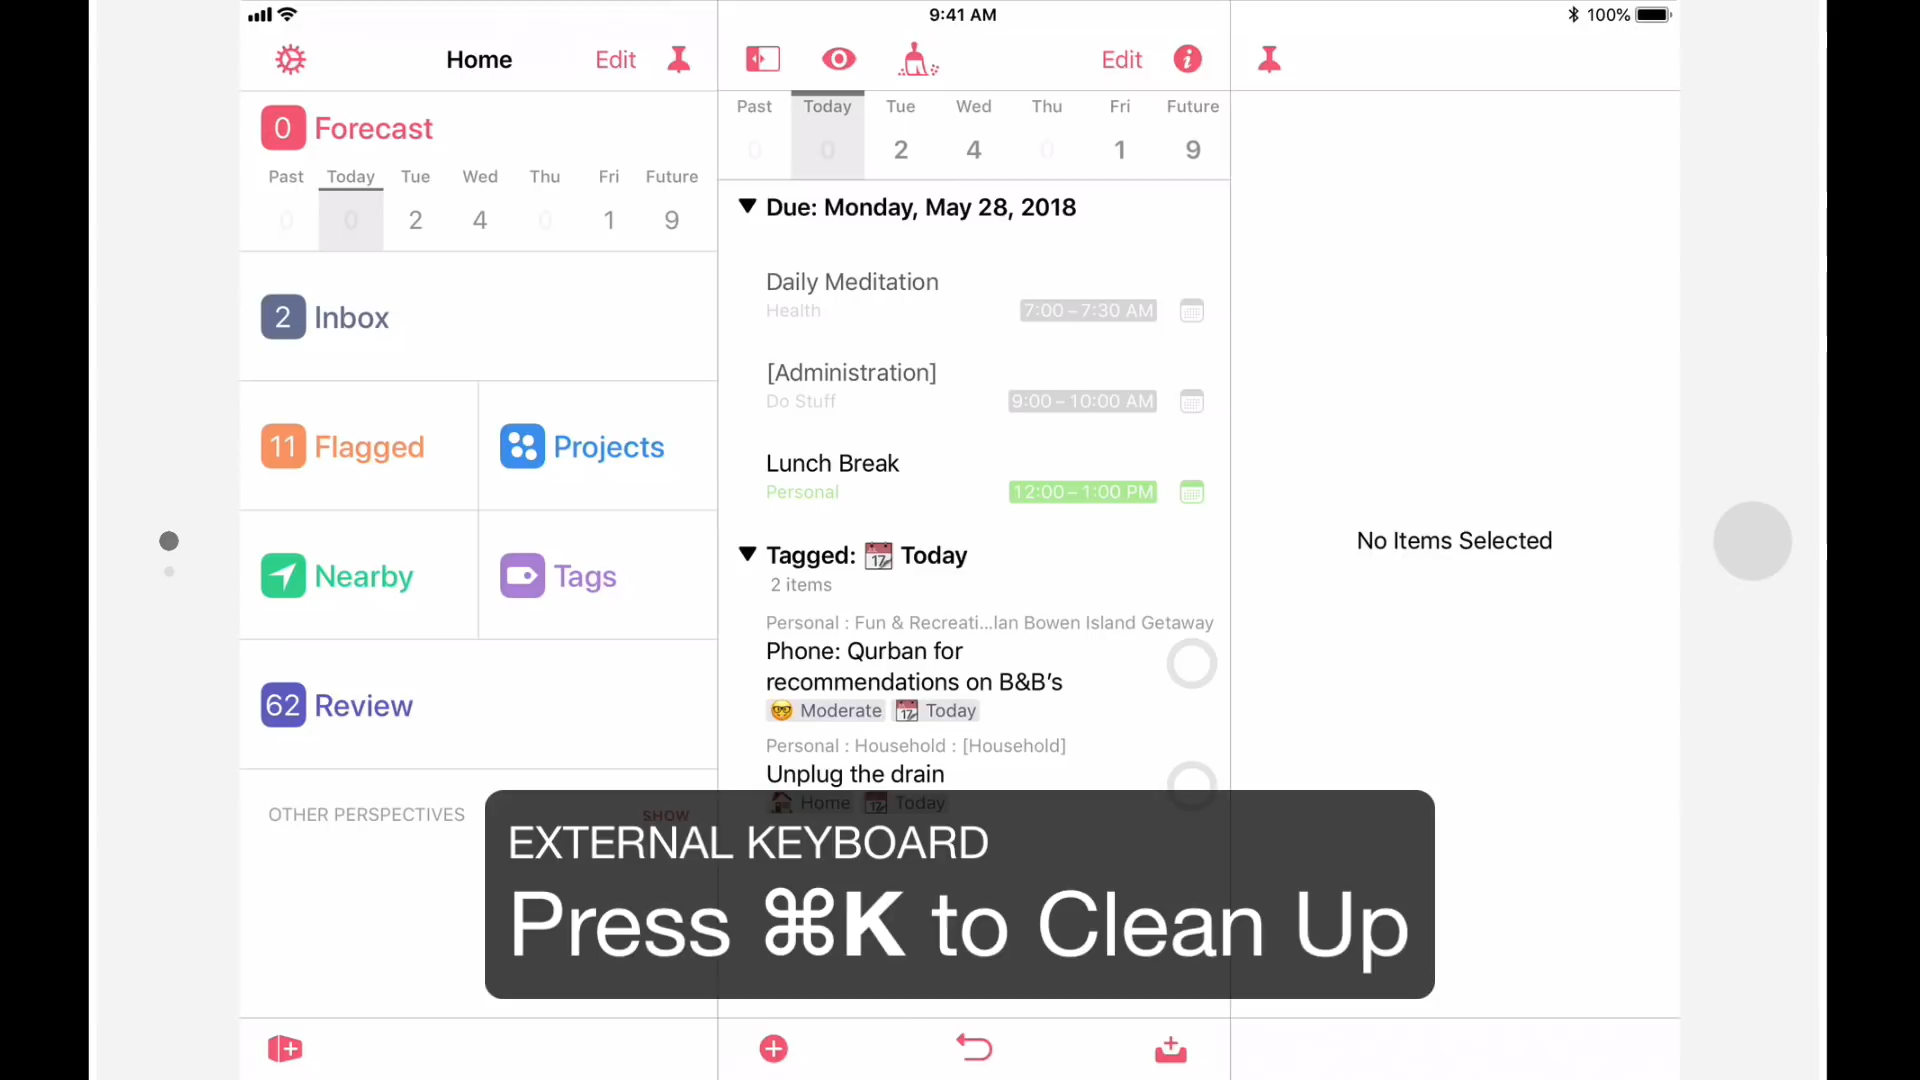 9:41 AM
100%
Home
Edit
Edit
0 Forecast
Past Today Tue Wed Thu Fri Future
0 0 2 4 0 1 9
2 Inbox
11 Flagged
Projects
Nearby
Tags
62 Review
OTHER PERSPECTIVES
SHOW
Past Today Tue Wed Thu Fri Future
0 0 2 4 0 1 9
Due: Monday, May 28, 2018
Daily Meditation
Health
7:00 – 7:30 AM
[Administration]
Do Stuff
9:00 – 10:00 AM
Lunch Break
Personal
12:00 – 1:00 PM
Tagged: 📆 Today
2 items
Personal : Fun & Recreati...lan Bowen Island Getaway
Phone: Qurban for
recommendations on B&B’s
🤓 Moderate 📆 Today
Personal : Household : [Household]
Unplug the drain
🏠 Home 📆 Today
No Items Selected
EXTERNAL KEYBOARD
Press ⌘K to Clean Up